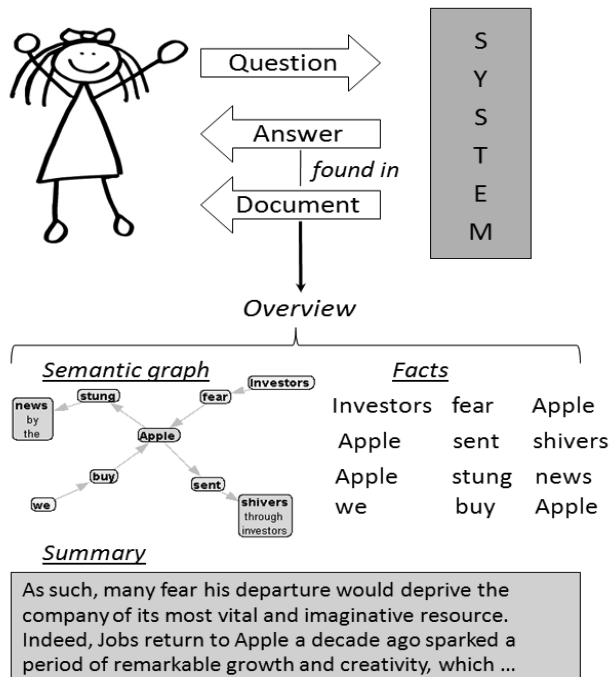 Question
Answer
found in
Document
S
Y
S
T
E
M
Overview
Semantic graph
Investors
fear
stung
news
by
the
Apple
buy
we
sent
shivers
through
investors
Facts
Investors fear Apple
Apple sent shivers
Apple stung news
we buy Apple
Summary
As such, many fear his departure would deprive the
company of its most vital and imaginative resource.
Indeed, Jobs return to Apple a decade ago sparked a
period of remarkable growth and creativity, which ...